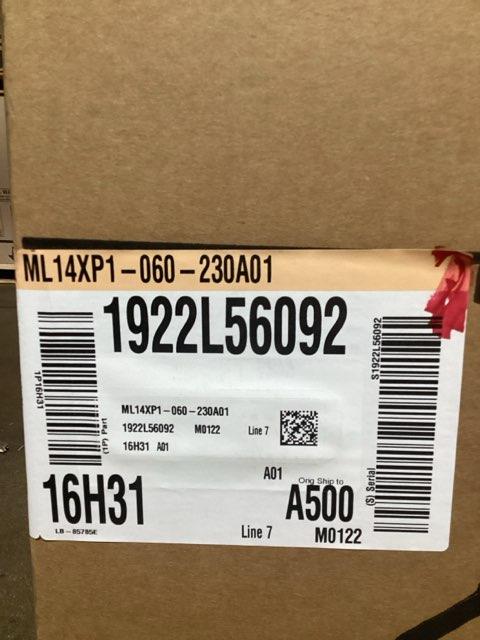 ML14XP1-060-230A01
1922L56092
1P16H31
(1P) Part
ML14XP1-060-230A01
1922L56092 M0122 Line 7
16H31 A01
S1922L56092
(S) Serial
16H31
A01
Orig Ship to
A500
LB-85785E
Line 7
M0122